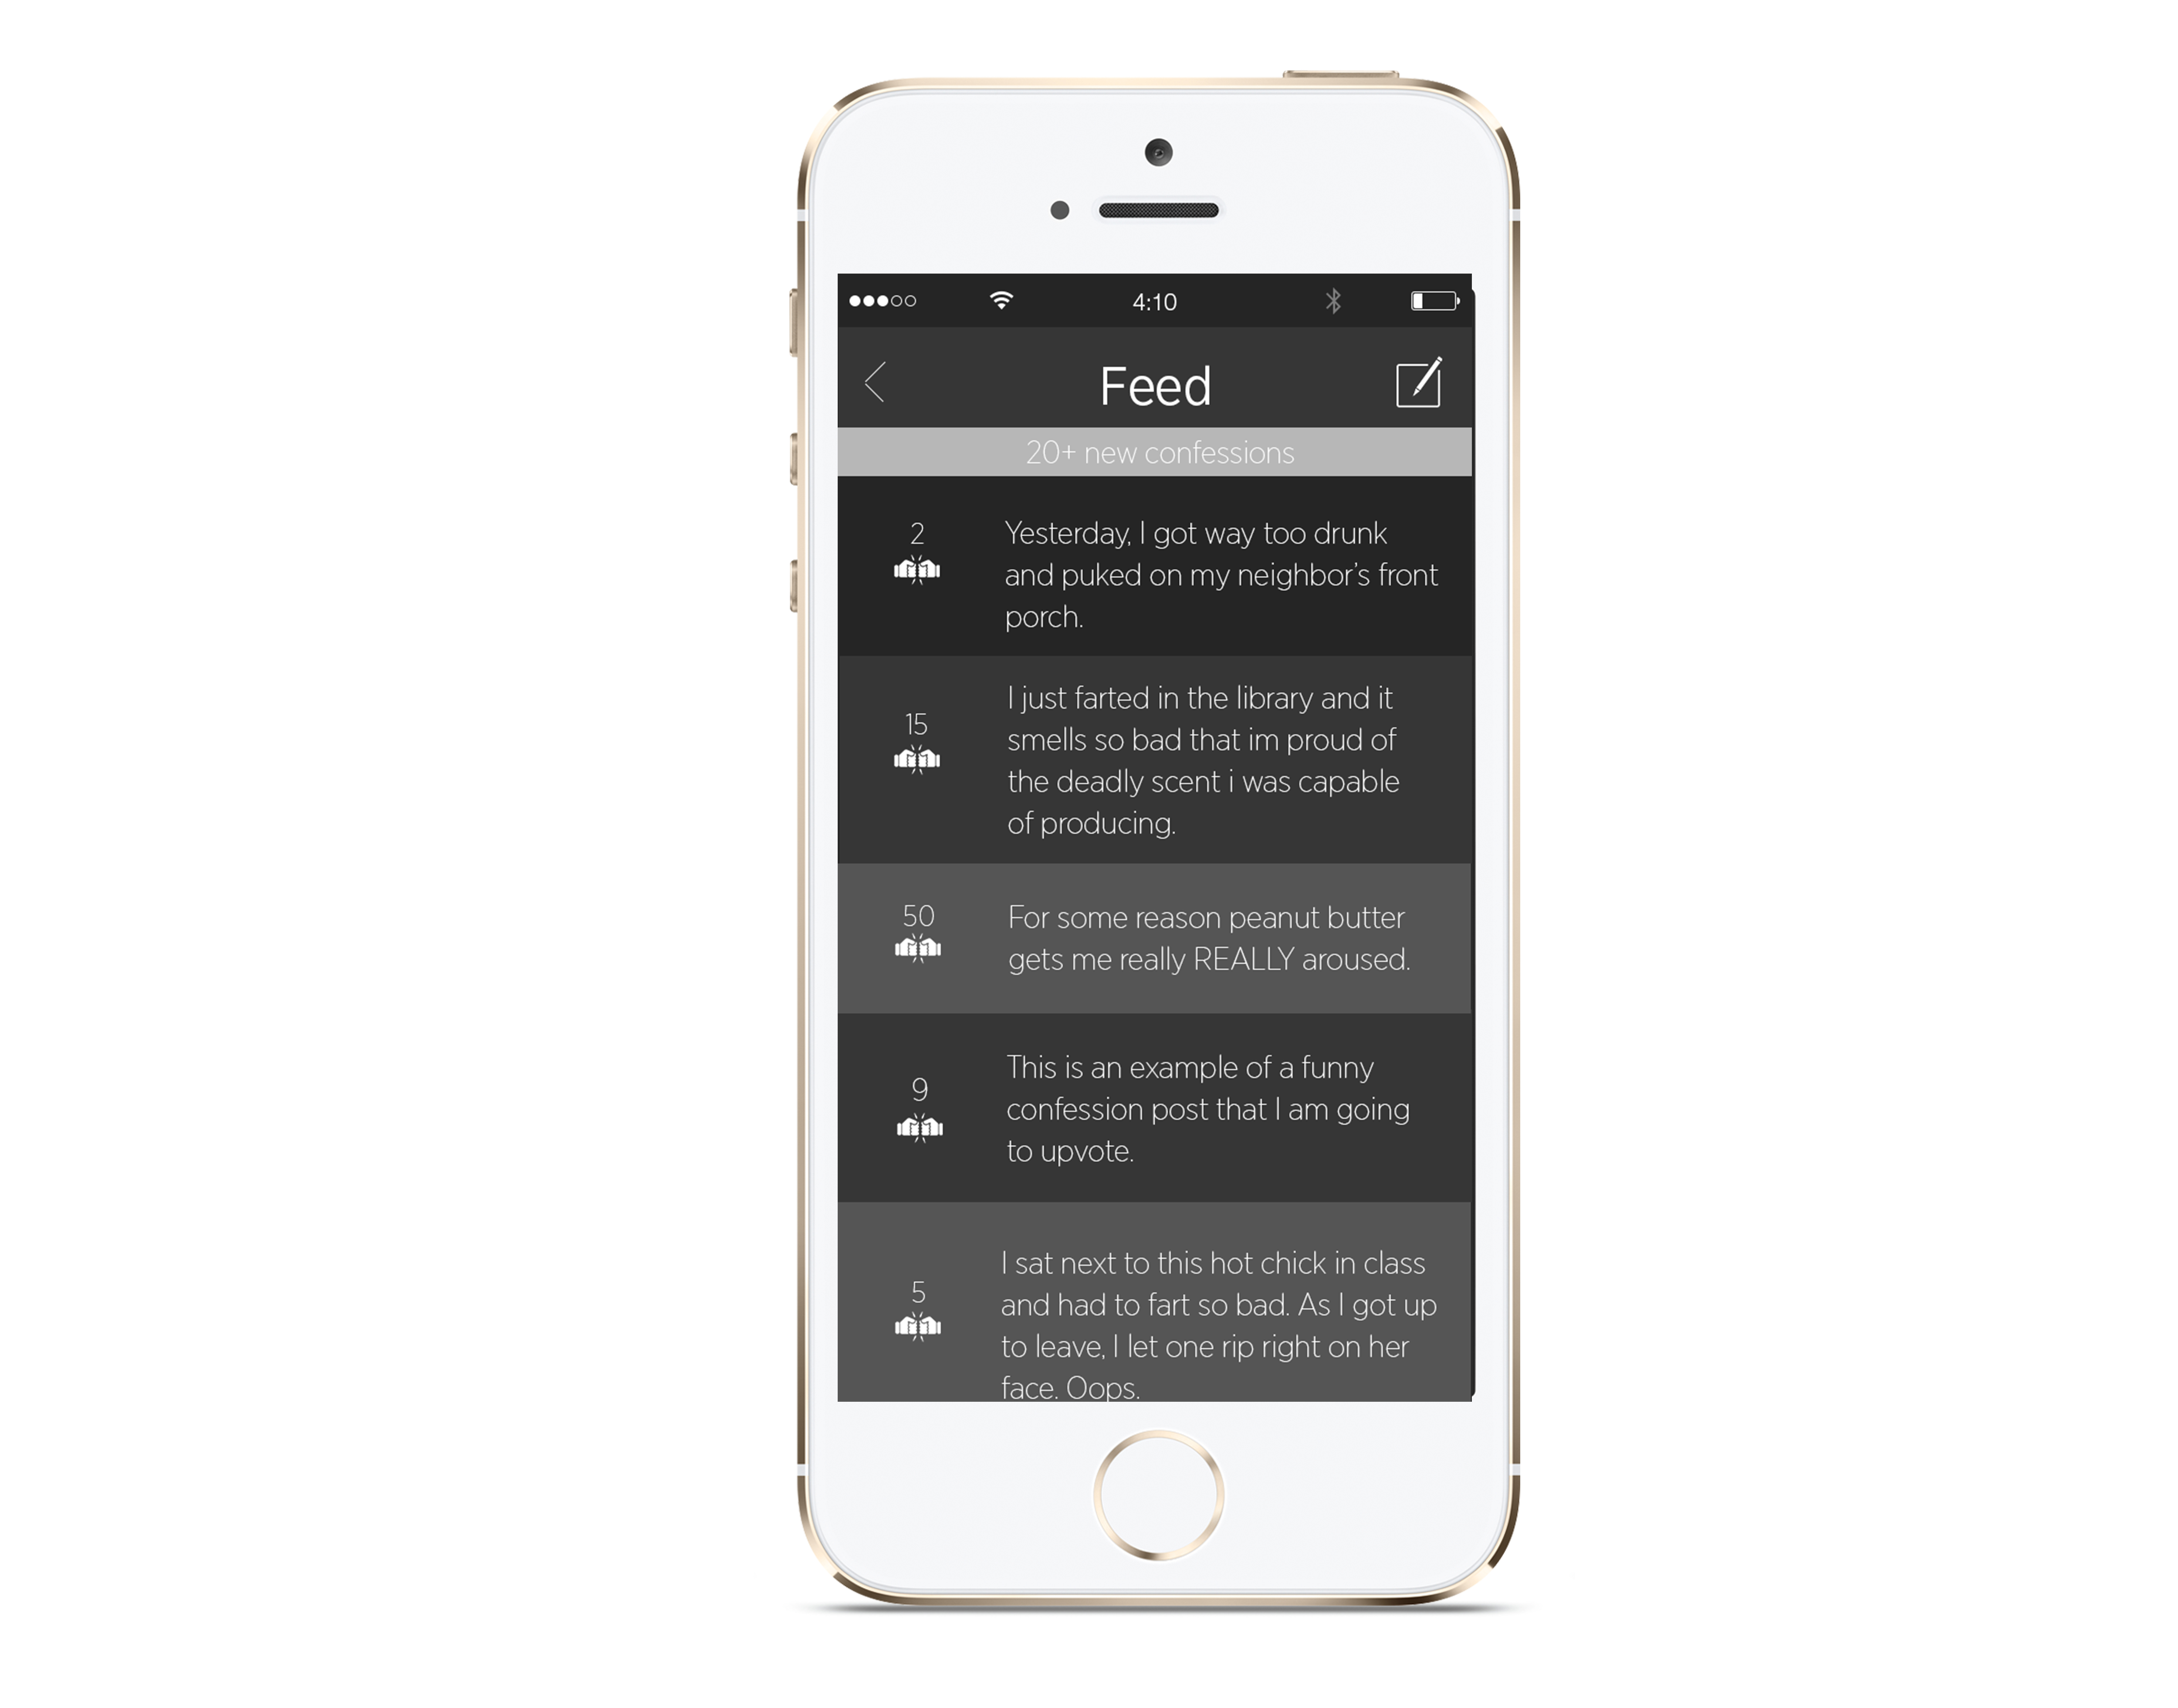 4:10
Feed
20+ new confessions
2
Yesterday, I got way too drunk
and puked on my neighbor's front
porch.
15
I just farted in the library and it
smells so bad that im proud of
the deadly scent i was capable
of producing.
50
For some reason peanut butter
gets me really REALLY aroused.
9
This is an example of a funny
confession post that I am going
to upvote.
5
I sat next to this hot chick in class
and had to fart so bad. As I got up
to leave, I let one rip right on her
face. Oops.